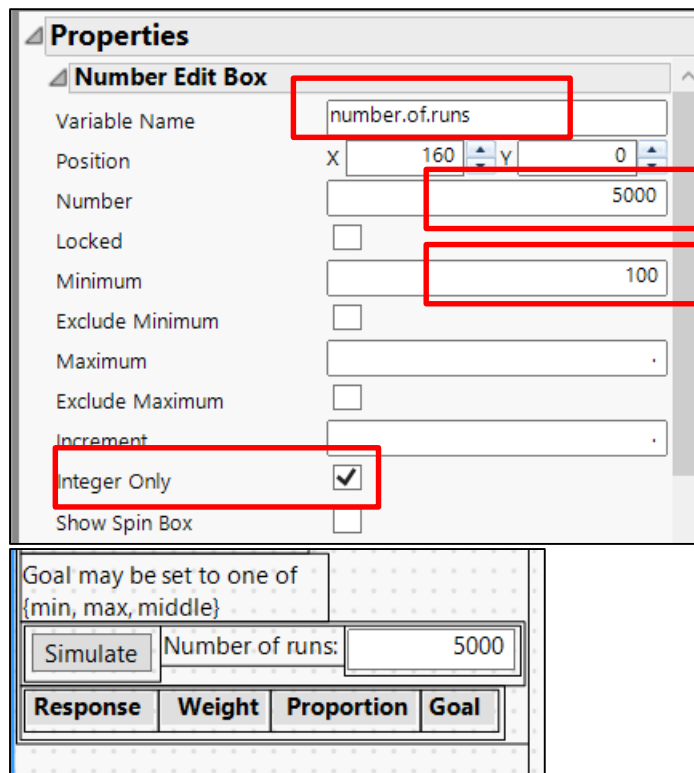 Properties
Number Edit Box
Variable Name number.of.runs
Position X 160 Y 0
Number 5000
Locked
Minimum 100
Exclude Minimum
Maximum .
Exclude Maximum
Increment .
Integer Only
Show Spin Box
Goal may be set to one of
{min, max, middle}
Simulate Number of runs: 5000
Response Weight Proportion Goal